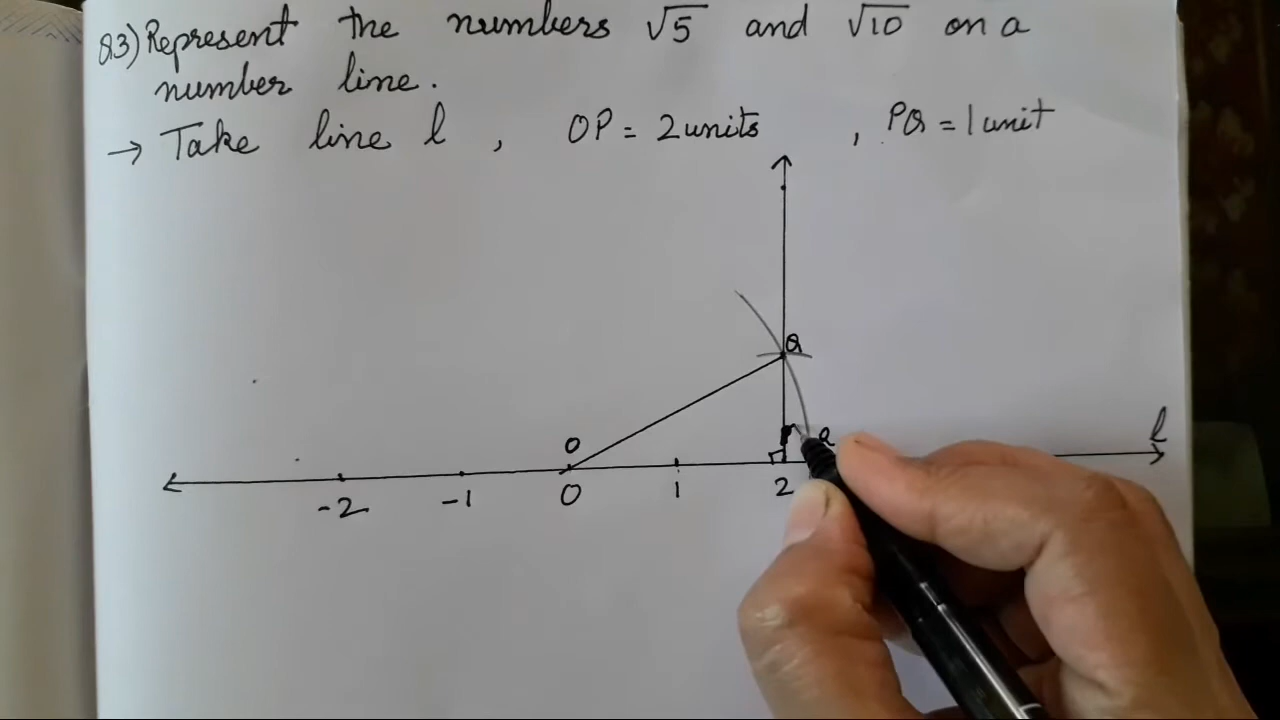 Q.3) Represent the numbers √5 and √10 on a
number line.
→ Take line l , OP = 2 units , PQ = 1 unit
Q
O
l
-2 -1 0 1 2